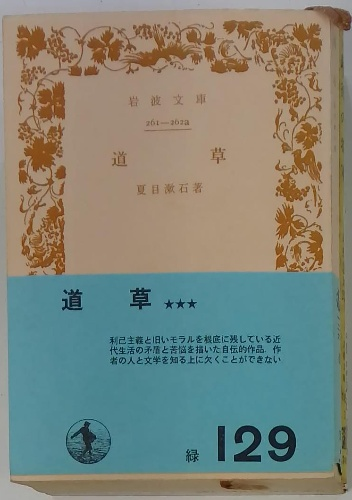 岩波文庫
261—262a
道草
夏目漱石著
道草 ★★★
利己主義と旧いモラルを根底に残している近
代生活の矛盾と苦悩を描いた自伝的作品．作
者の人と文学を知る上に欠くことができない
緑 129